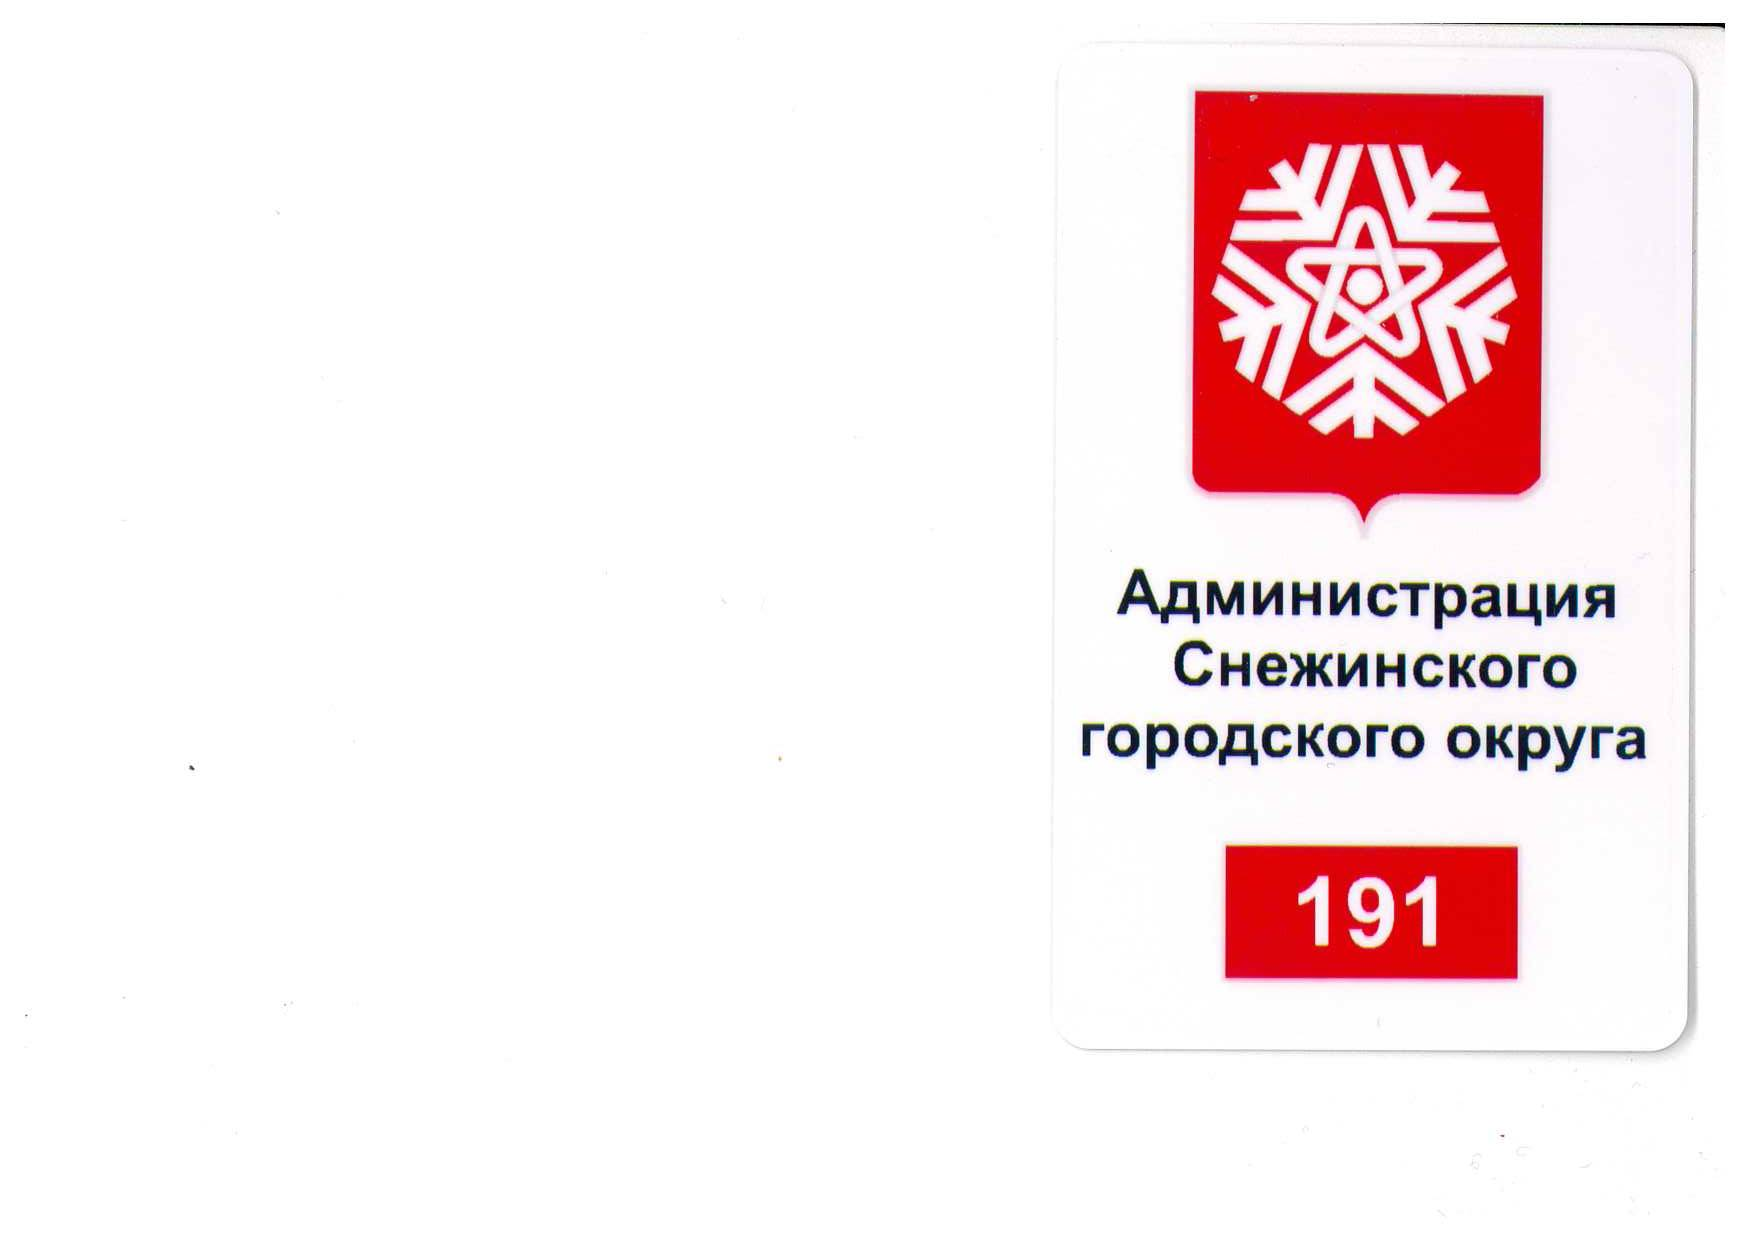 Администрация
Снежинского
городского округа
191